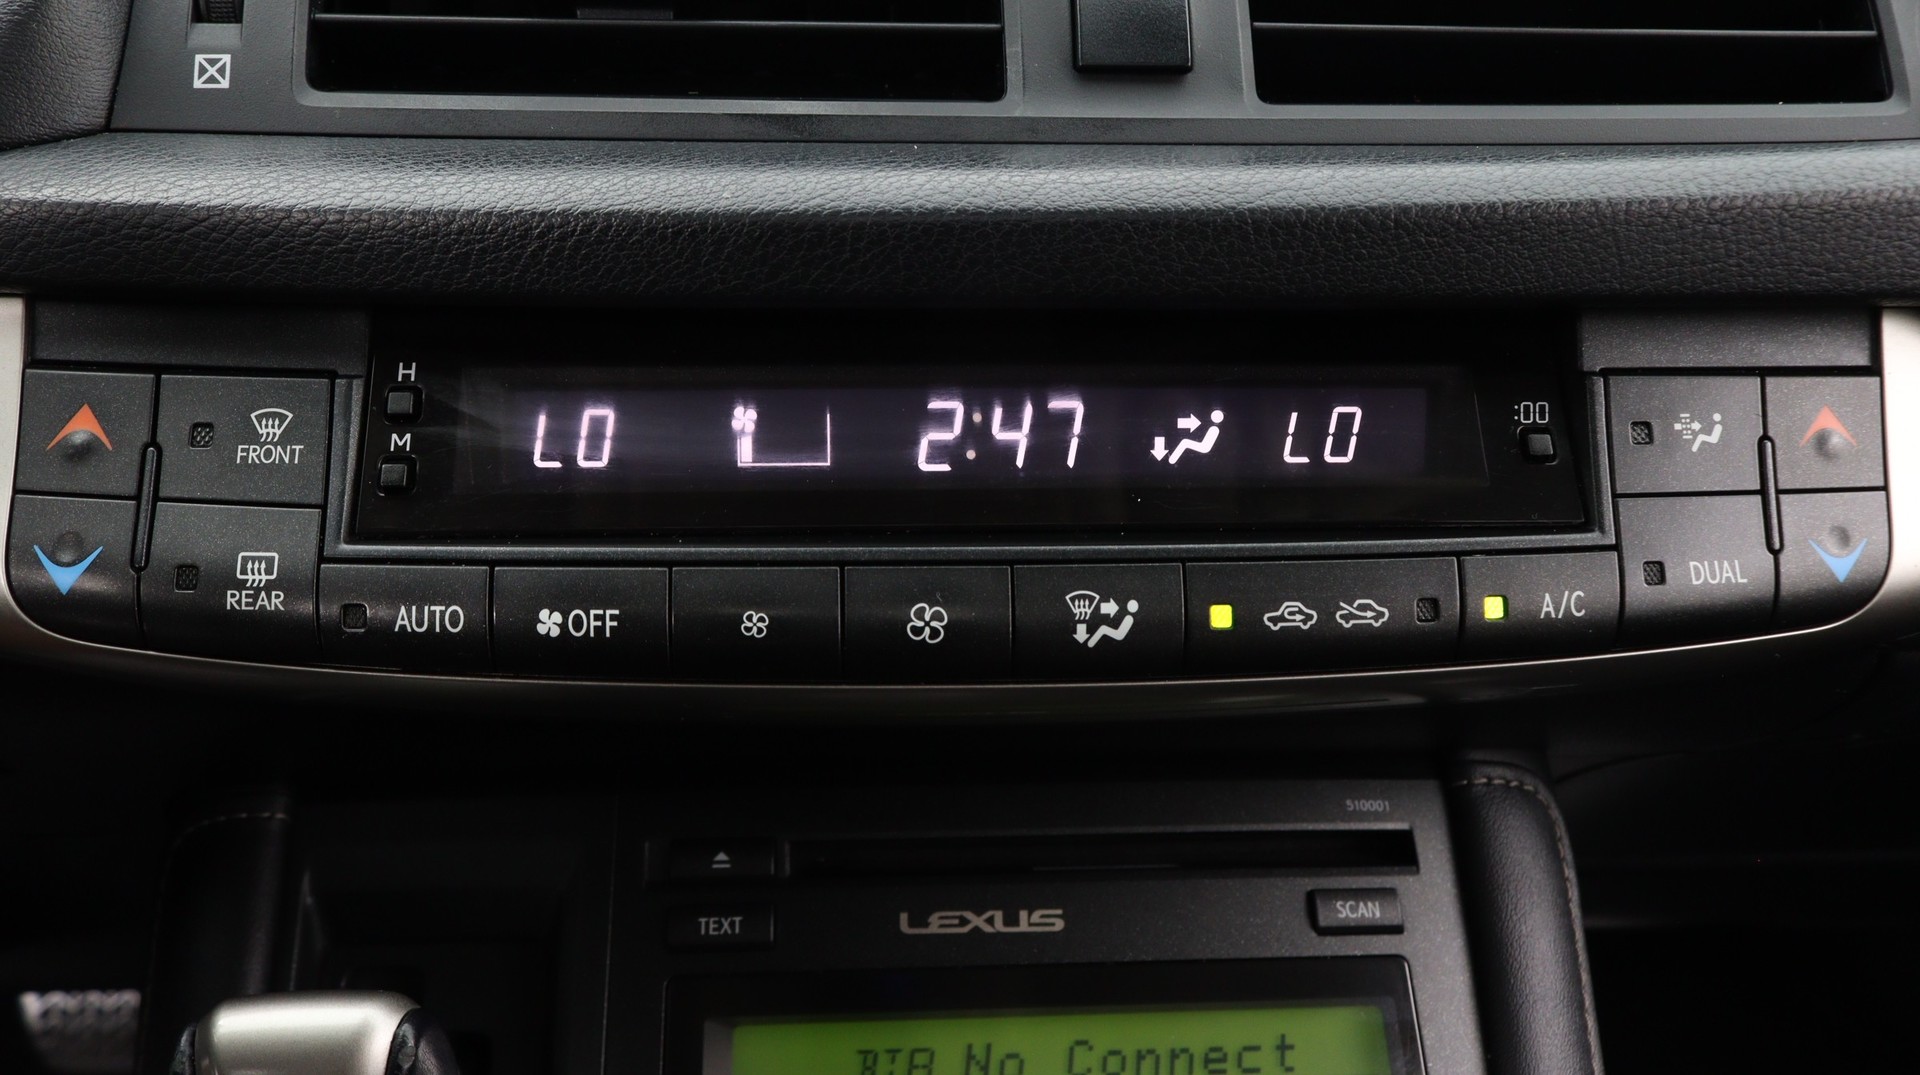 H
M
LO 2:47 LO
:00
FRONT
REAR
AUTO
OFF
A/C
DUAL
510001
TEXT
LEXUS
SCAN
No Connect